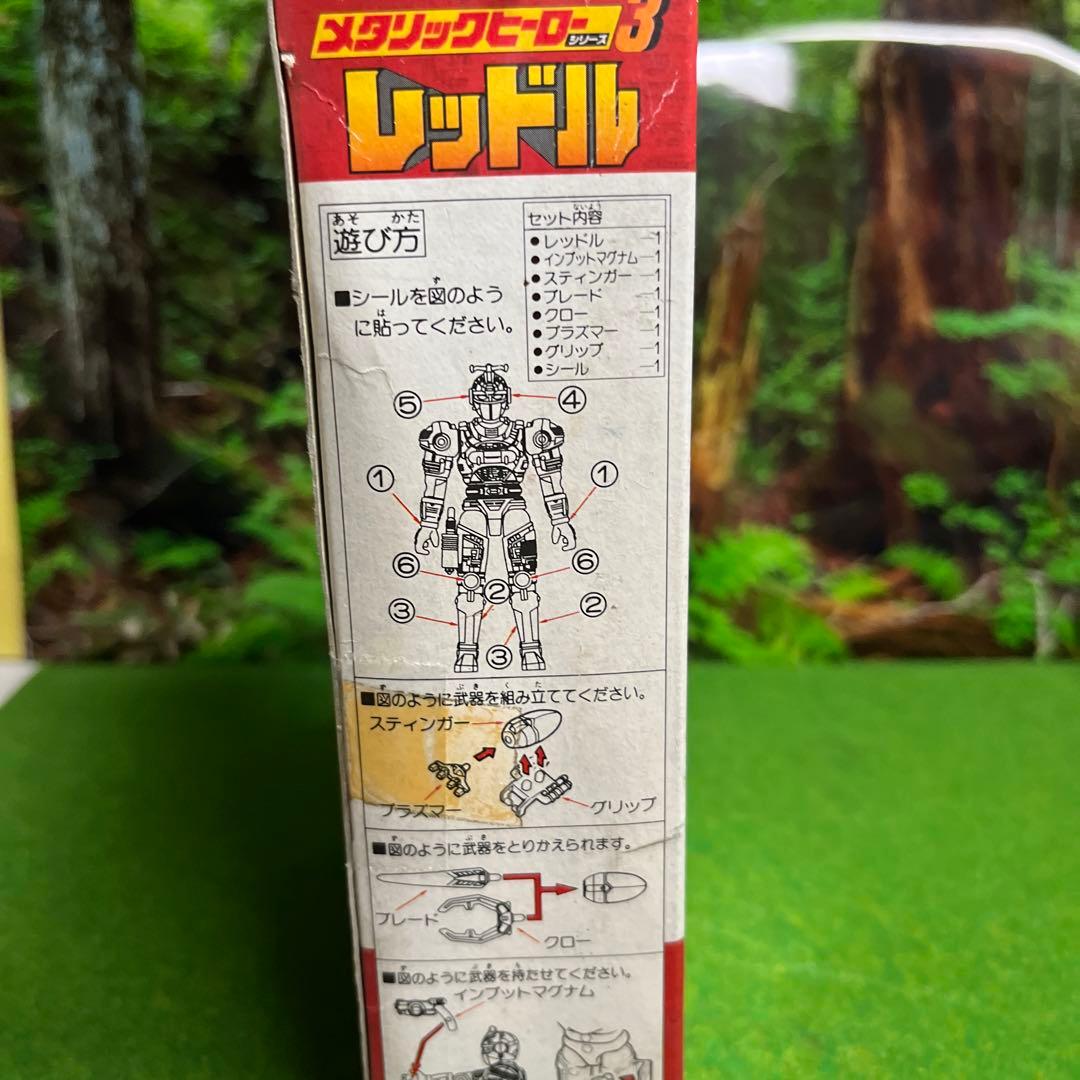 メタリックヒーローシリーズ3
レッドル
あそ かた
遊び方
■シールを図のよう
に貼ってください。
セット内容
●レッドル—1
●インプットマグナム—1
●スティンガー—1
●ブレード—1
●クロー—1
●プラズマー—1
●グリップ—1
●シール—1
⑤ ④
① ①
⑥ ⑥
③ ② ②
③
■図のように武器を組み立ててください。
スティンガー
プラズマー
グリップ
■図のように武器をとりかえられます。
ブレード
クロー
■図のように武器を持たせてください。
インプットマグナム